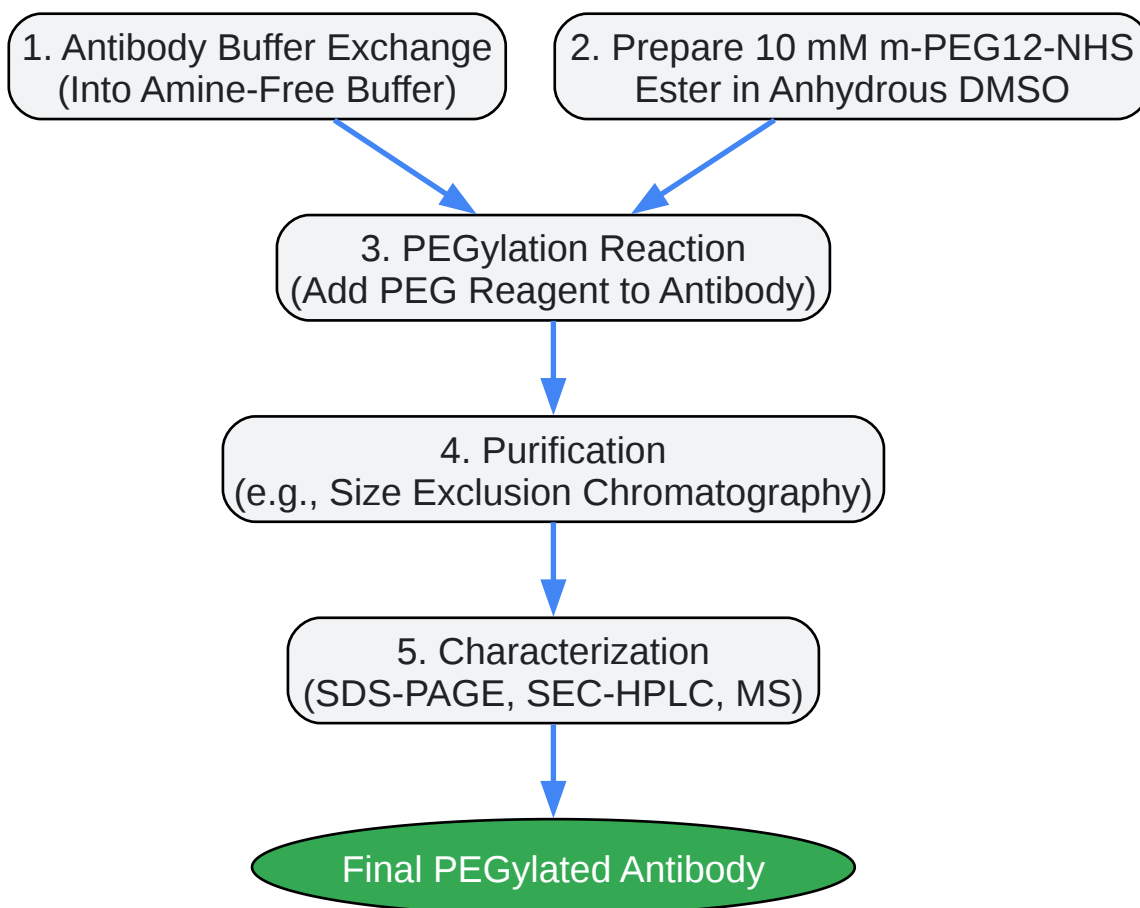 1. Antibody Buffer Exchange
(Into Amine-Free Buffer)
2. Prepare 10 mM m-PEG12-NHS
Ester in Anhydrous DMSO
3. PEGylation Reaction
(Add PEG Reagent to Antibody)
4. Purification
(e.g., Size Exclusion Chromatography)
5. Characterization
(SDS-PAGE, SEC-HPLC, MS)
Final PEGylated Antibody